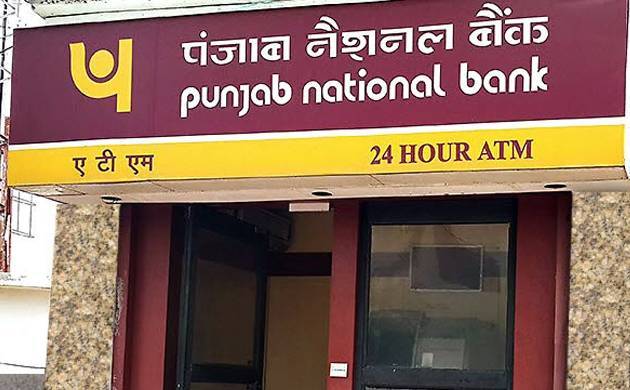 पंजाब नैशनल बैंक
punjab national bank
ए टी एम 24 HOUR ATM